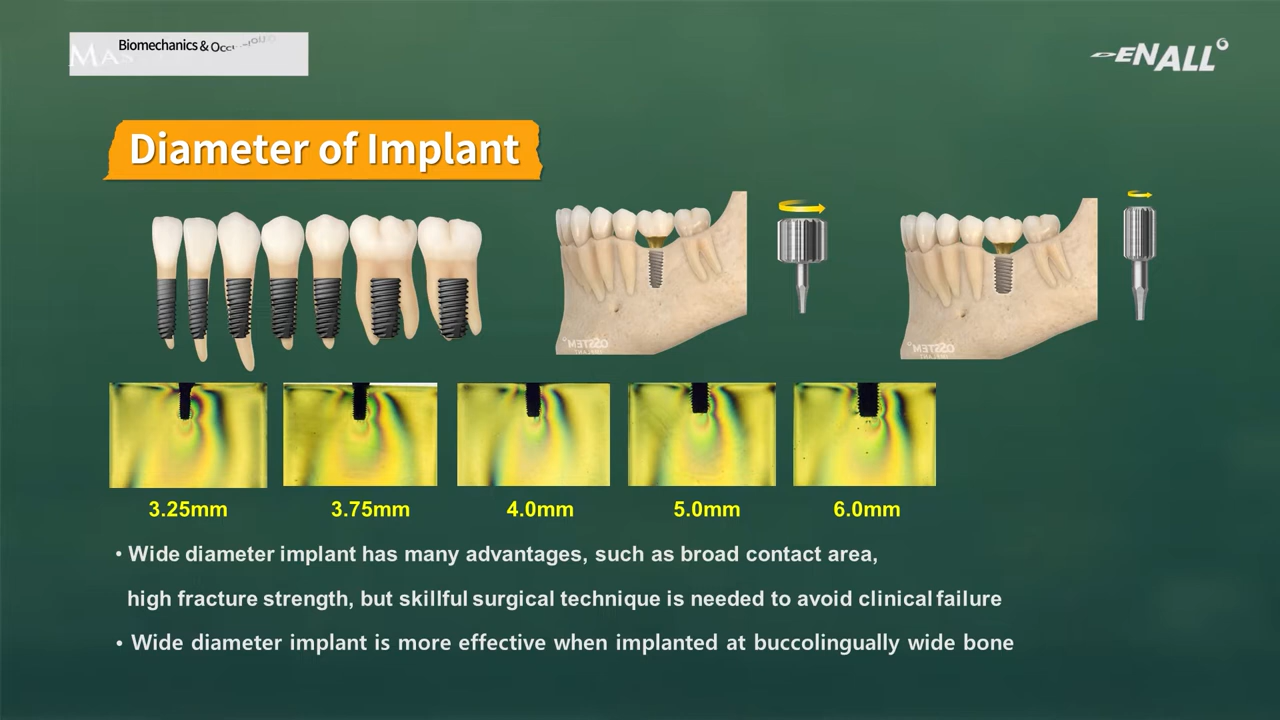 Biomechanics &
DENALL
Diameter of Implant
3.25mm
3.75mm
4.0mm
5.0mm
6.0mm
• Wide diameter implant has many advantages, such as broad contact area,
high fracture strength, but skillful surgical technique is needed to avoid clinical failure
• Wide diameter implant is more effective when implanted at buccolingually wide bone